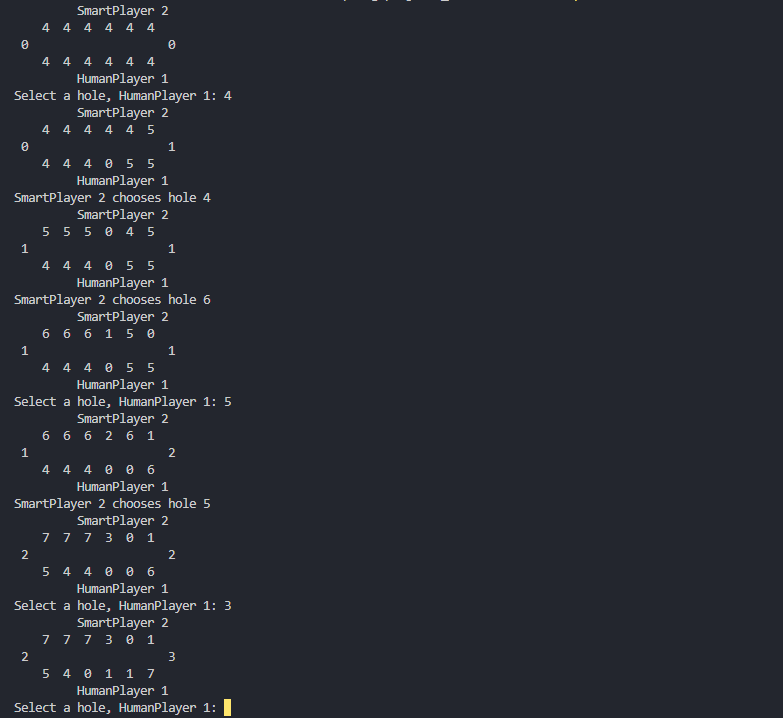 SmartPlayer 2
4 4 4 4 4 4
0 0
4 4 4 4 4 4
HumanPlayer 1
Select a hole, HumanPlayer 1: 4
SmartPlayer 2
4 4 4 4 4 5
0 1
4 4 4 0 5 5
HumanPlayer 1
SmartPlayer 2 chooses hole 4
SmartPlayer 2
5 5 5 0 4 5
1 1
4 4 4 0 5 5
HumanPlayer 1
SmartPlayer 2 chooses hole 6
SmartPlayer 2
6 6 6 1 5 0
1 1
4 4 4 0 5 5
HumanPlayer 1
Select a hole, HumanPlayer 1: 5
SmartPlayer 2
6 6 6 2 6 1
1 2
4 4 4 0 0 6
HumanPlayer 1
SmartPlayer 2 chooses hole 5
SmartPlayer 2
7 7 7 3 0 1
2 2
5 4 4 0 0 6
HumanPlayer 1
Select a hole, HumanPlayer 1: 3
SmartPlayer 2
7 7 7 3 0 1
2 3
5 4 0 1 1 7
HumanPlayer 1
Select a hole, HumanPlayer 1: